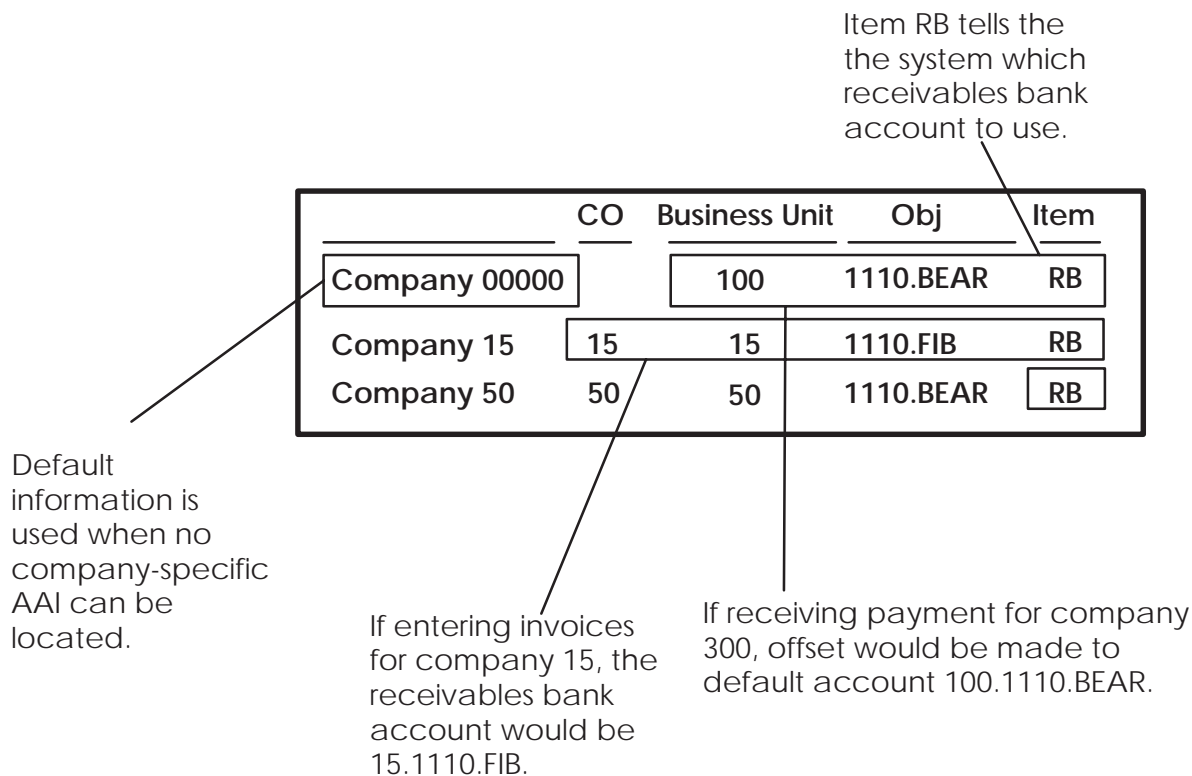 Item RB tells the
the system which
receivables bank
account to use.
CO Business Unit Obj Item
Company 00000 100 1110.BEAR RB
Company 15 15 15 1110.FIB RB
Company 50 50 50 1110.BEAR RB
Default
information is
used when no
company-specific
AAI can be
located.
If entering invoices
for company 15, the
receivables bank
account would be
15.1110.FIB.
If receiving payment for company
300, offset would be made to
default account 100.1110.BEAR.